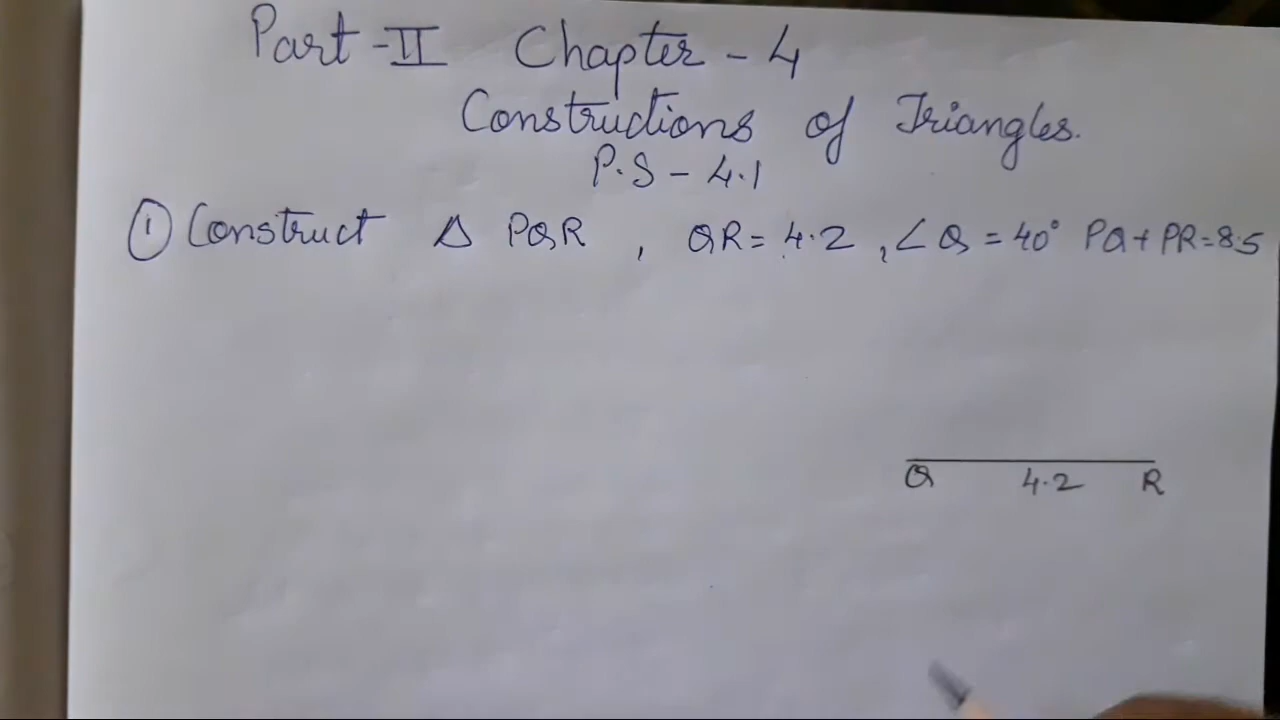 Part-II Chapter - 4
Constructions of Triangles.
P.S - 4.1
① Construct Δ PQR , QR = 4.2 , ∠Q = 40° PQ + PR = 8.5
Q 4.2 R